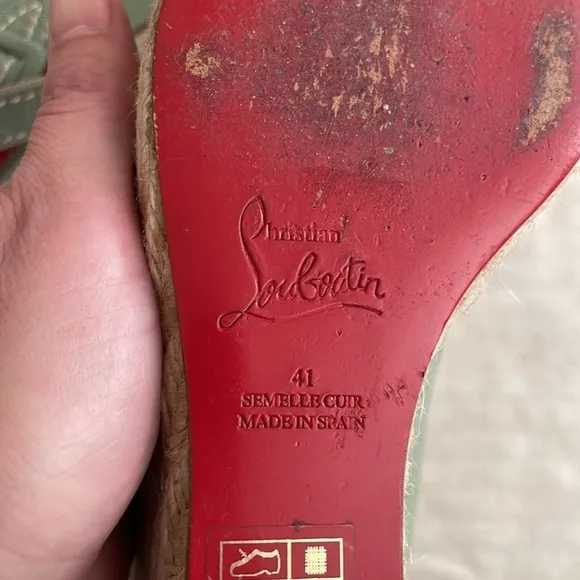 Christian
Louboutin
41
SEMELLE CUIR
MADE IN SPAIN